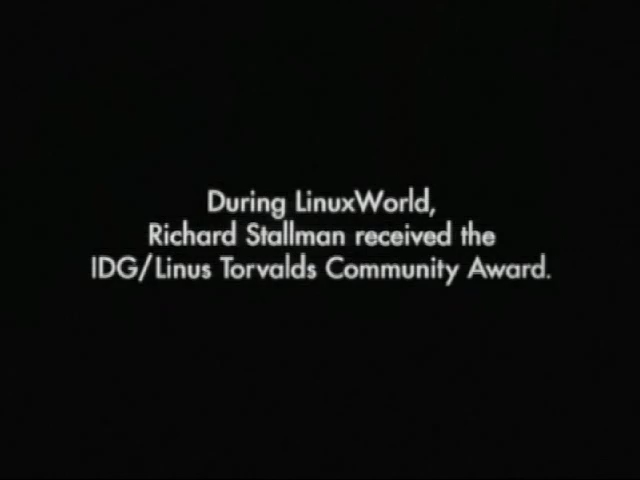 During LinuxWorld,
Richard Stallman received the
IDG/Linus Torvalds Community Award.